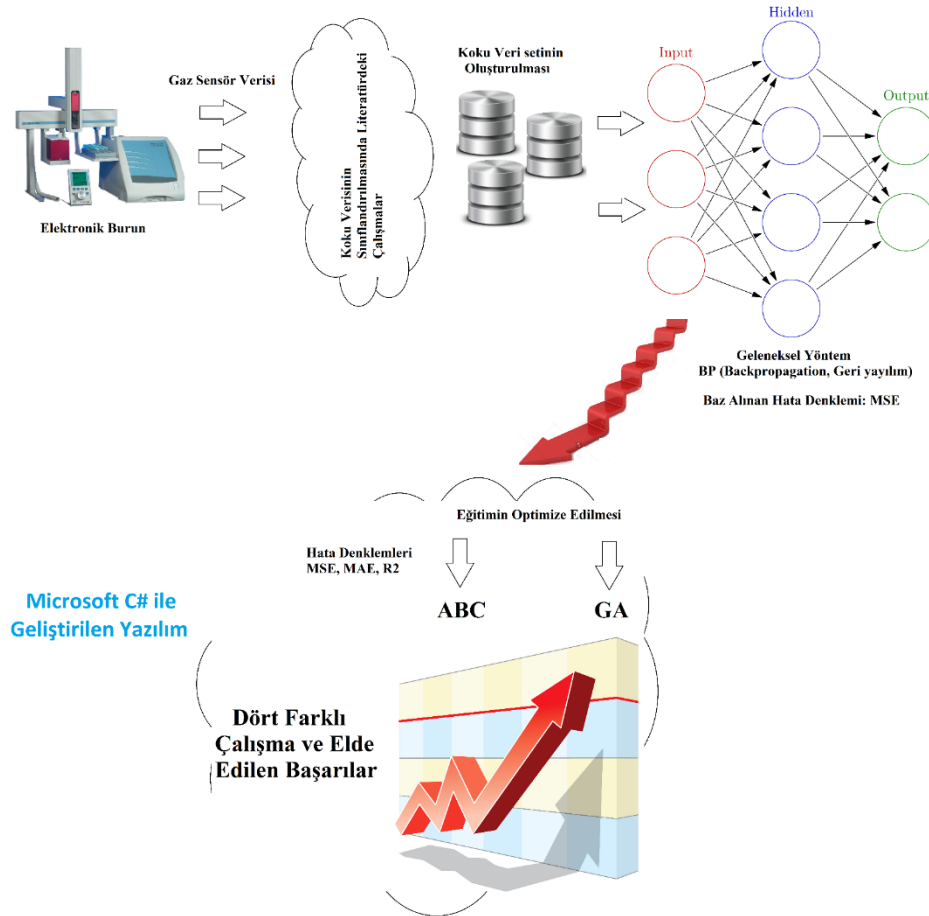 Hidden
Koku Veri setinin
Oluşturulması
Input
Gaz Sensör Verisi
Output
Koku Verisinin
Sınıflandırılmasında Literatürdeki
Çalışmalar
Elektronik Burun
Geleneksel Yöntem
BP (Backpropagation, Geri yayılım)
Baz Alınan Hata Denklemi: MSE
Eğitimin Optimize Edilmesi
Hata Denklemleri
MSE, MAE, R2
ABC
GA
Microsoft C# ile
Geliştirilen Yazılım
Dört Farklı
Çalışma ve Elde
Edilen Başarılar